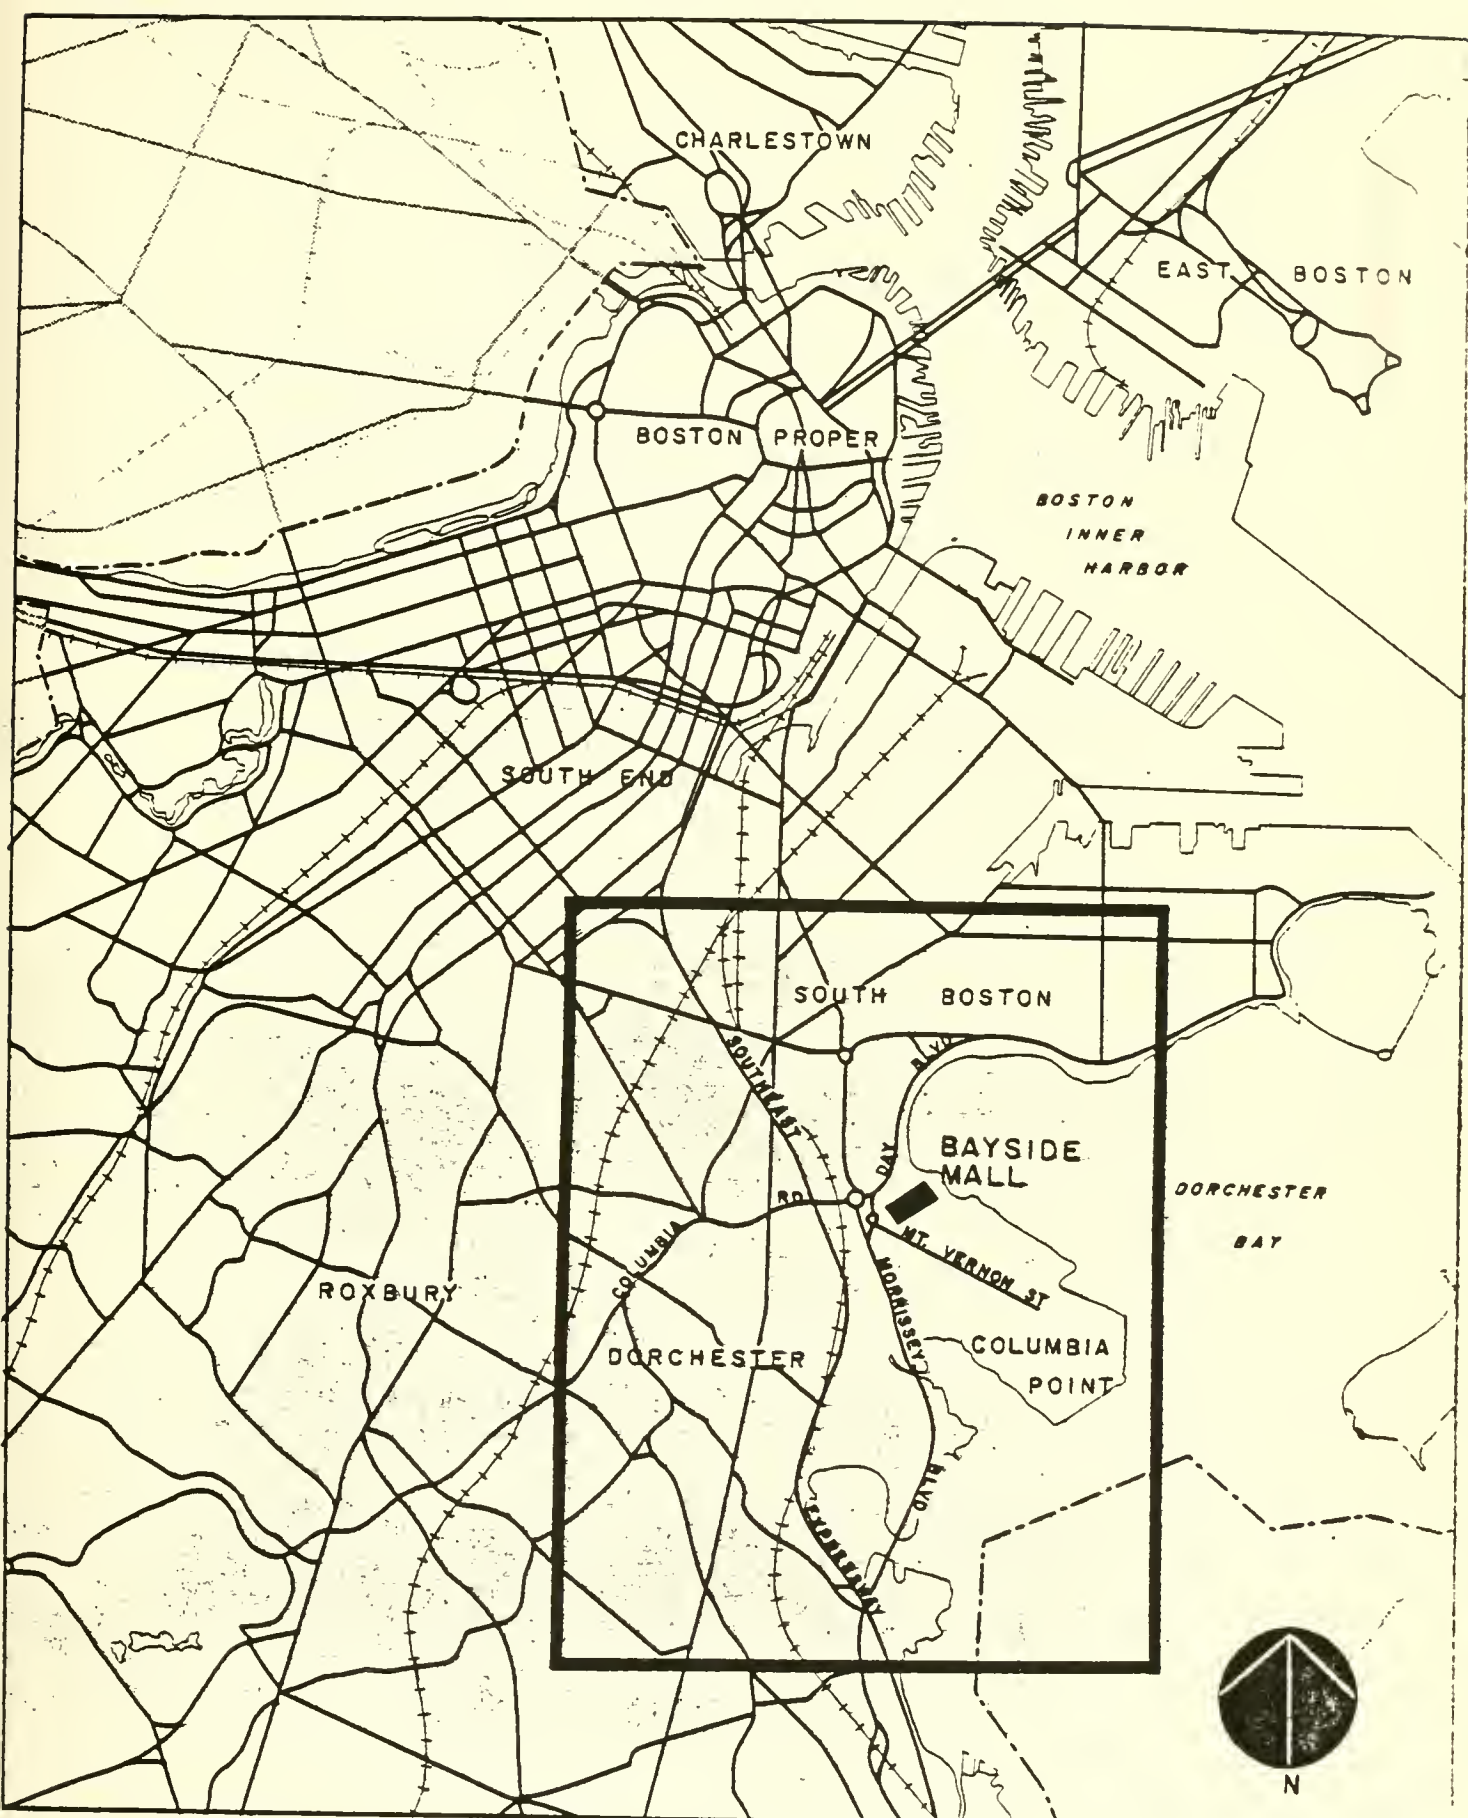 CHARLESTOWN
EAST BOSTON
BOSTON PROPER
BOSTON
INNER
HARBOR
SOUTH END
SOUTH BOSTON
SOUTHEAST
BLVD
DAY
BAYSIDE
MALL
DORCHESTER
BAY
RD
COLUMBIA
MT. VERNON ST
MORRISSEY
ROXBURY
DORCHESTER
COLUMBIA
POINT
BLVD
EXPRESSWAY
N